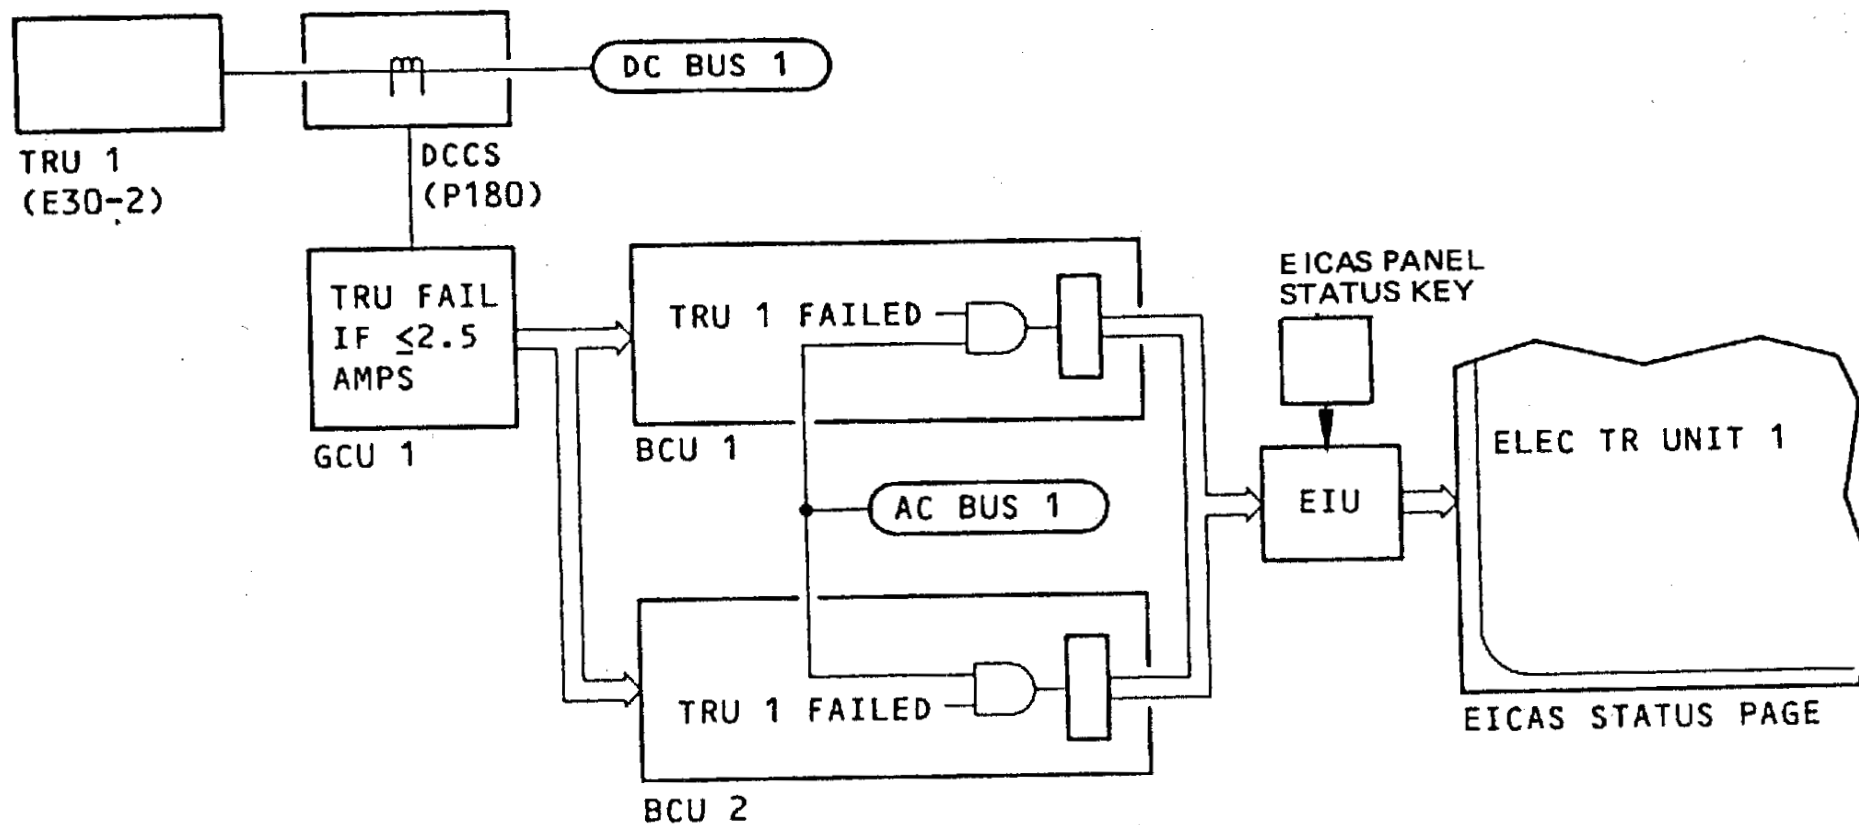 DC BUS 1
TRU 1
(E30-2)
DCCS
(P180)
TRU FAIL
IF ≤2.5
AMPS
GCU 1
TRU 1 FAILED
BCU 1
AC BUS 1
TRU 1 FAILED
BCU 2
EICAS PANEL
STATUS KEY
EIU
ELEC TR UNIT 1
EICAS STATUS PAGE